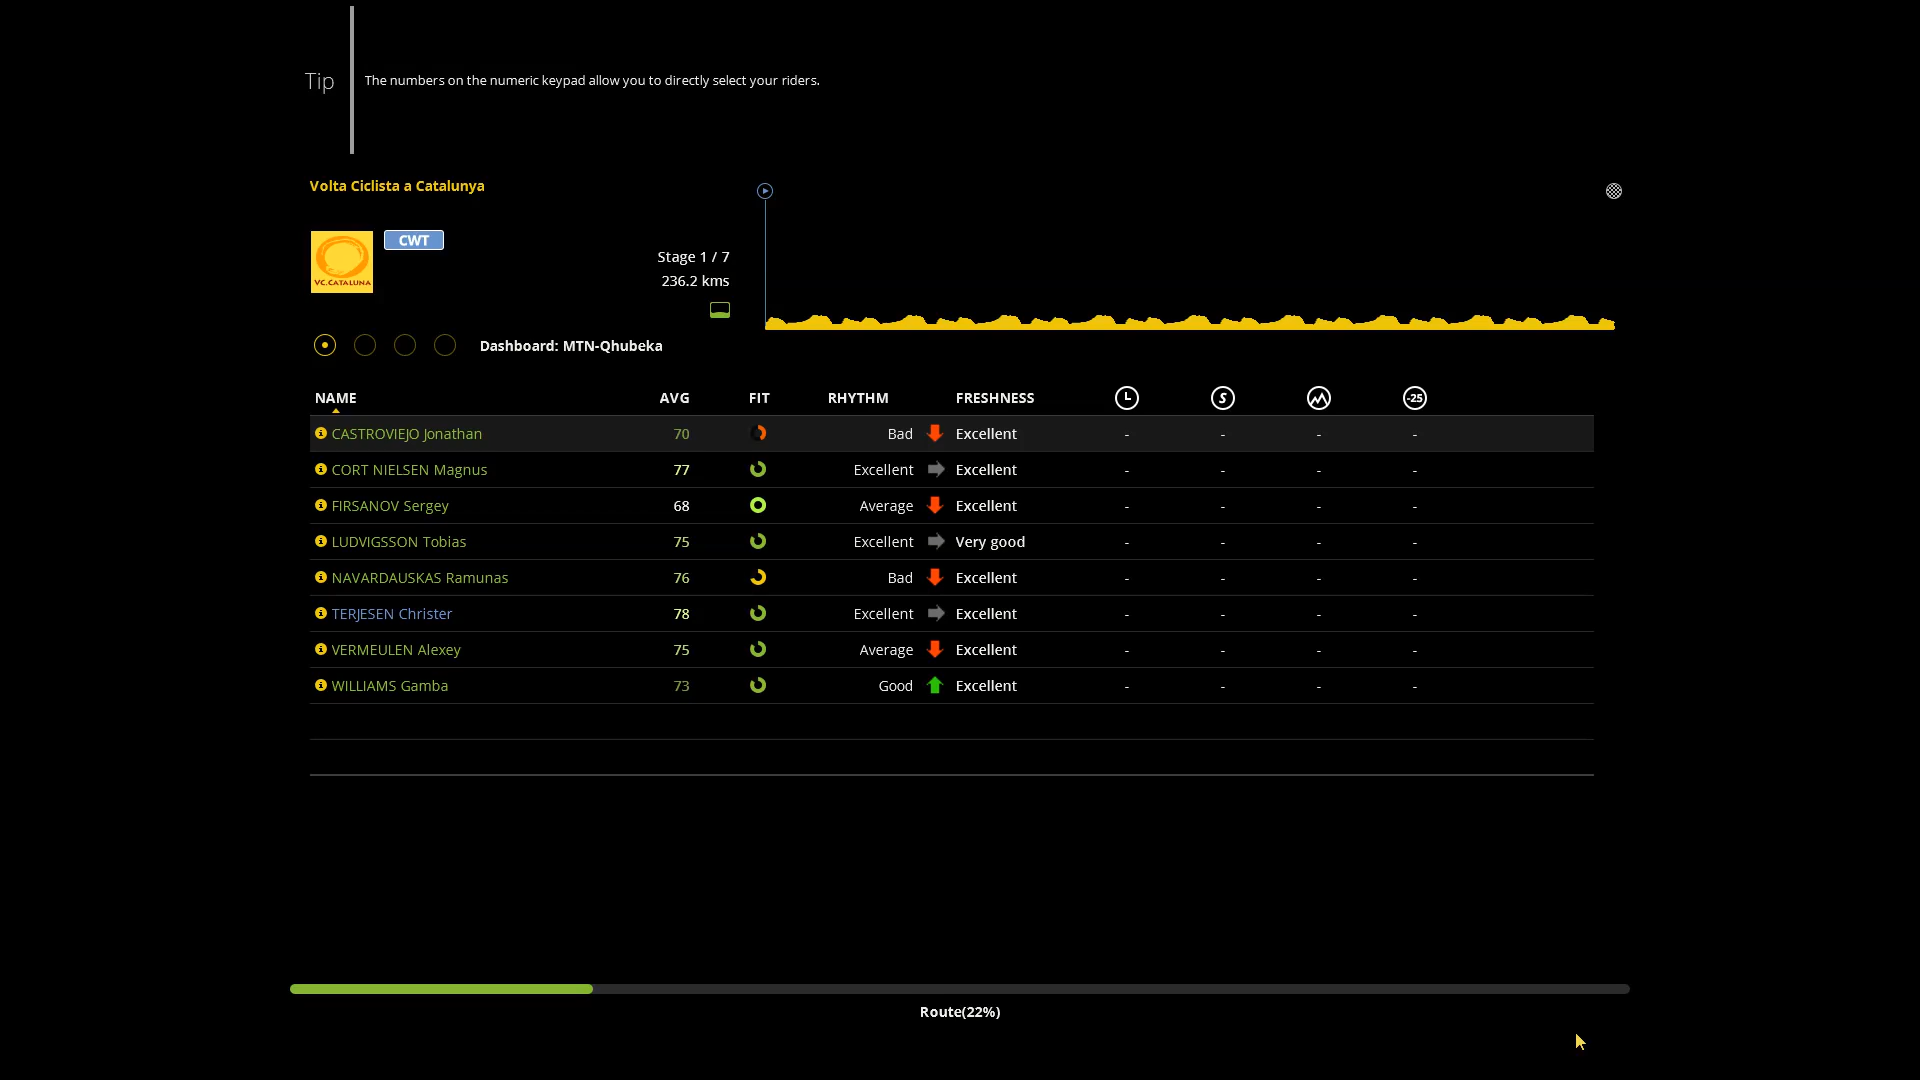 Tip
The numbers on the numeric keypad allow you to directly select your riders.
Volta Ciclista a Catalunya
VC.CATALUNA
CWT
Stage 1 / 7
236.2 kms
Dashboard: MTN-Qhubeka
NAME AVG FIT RHYTHM FRESHNESS S -25
CASTROVIEJO Jonathan 70 Bad Excellent - - - -
CORT NIELSEN Magnus 77 Excellent Excellent - - - -
FIRSANOV Sergey 68 Average Excellent - - - -
LUDVIGSSON Tobias 75 Excellent Very good - - - -
NAVARDAUSKAS Ramunas 76 Bad Excellent - - - -
TERJESEN Christer 78 Excellent Excellent - - - -
VERMEULEN Alexey 75 Average Excellent - - - -
WILLIAMS Gamba 73 Good Excellent - - - -
Route(22%)